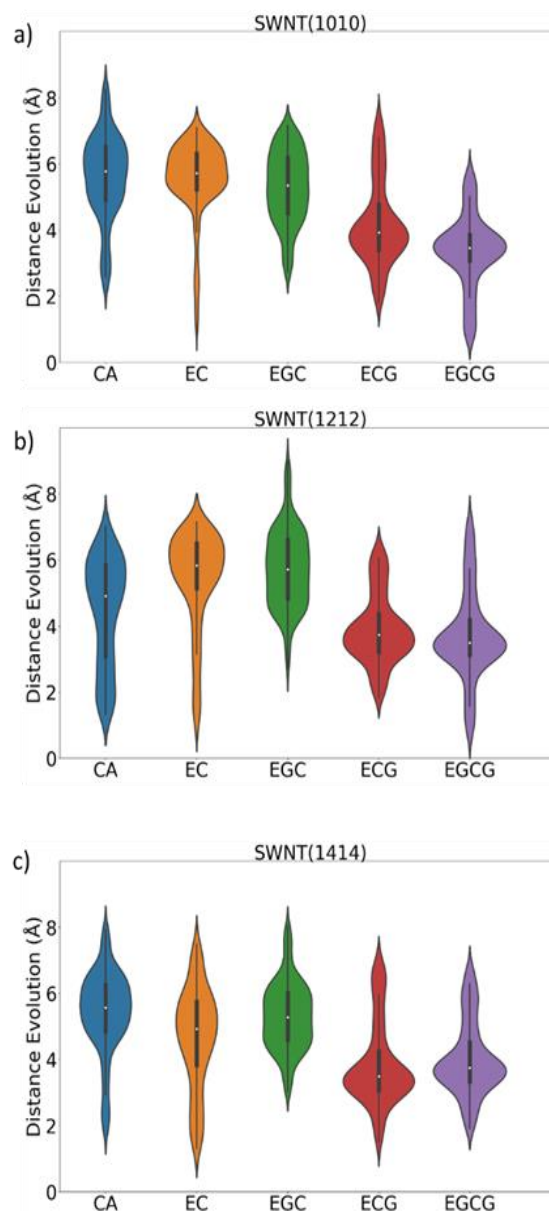 a)
SWNT(1010)
Distance Evolution (Å)
8
6
4
2
0
CA EC EGC ECG EGCG
b)
SWNT(1212)
Distance Evolution (Å)
8
6
4
2
0
CA EC EGC ECG EGCG
c)
SWNT(1414)
Distance Evolution (Å)
8
6
4
2
0
CA EC EGC ECG EGCG